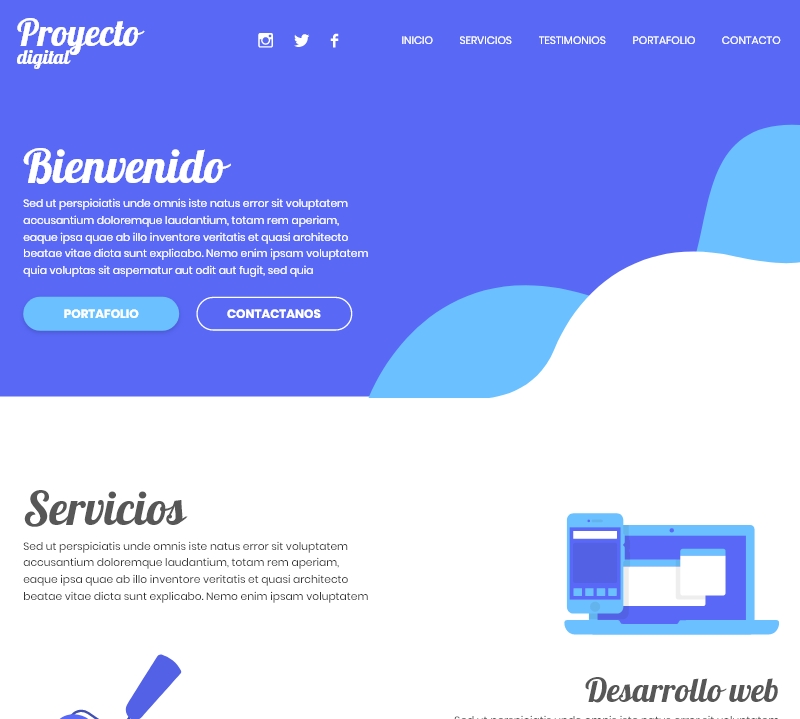 Proyecto
digital
INICIO SERVICIOS TESTIMONIOS PORTAFOLIO CONTACTO
Bienvenido
Sed ut perspiciatis unde omnis iste natus error sit voluptatem
accusantium doloremque laudantium, totam rem aperiam,
eaque ipsa quae ab illo inventore veritatis et quasi architecto
beatae vitae dicta sunt explicabo. Nemo enim ipsam voluptatem
quia voluptas sit aspernatur aut odit aut fugit, sed quia
PORTAFOLIO CONTACTANOS
Servicios
Sed ut perspiciatis unde omnis iste natus error sit voluptatem
accusantium doloremque laudantium, totam rem aperiam,
eaque ipsa quae ab illo inventore veritatis et quasi architecto
beatae vitae dicta sunt explicabo. Nemo enim ipsam voluptatem
Desarrollo web